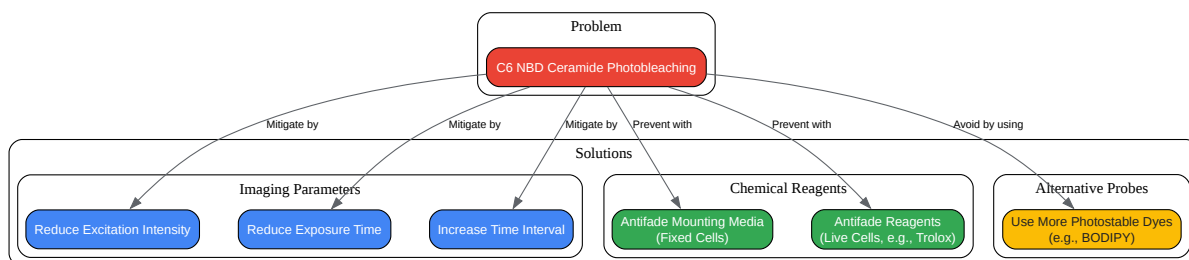 Problem
C6 NBD Ceramide Photobleaching
Mitigate by
Mitigate by
Mitigate by
Prevent with
Prevent with
Avoid by using
Solutions
Imaging Parameters
Chemical Reagents
Alternative Probes
Reduce Excitation Intensity
Reduce Exposure Time
Increase Time Interval
Antifade Mounting Media
(Fixed Cells)
Antifade Reagents
(Live Cells, e.g., Trolox)
Use More Photostable Dyes
(e.g., BODIPY)